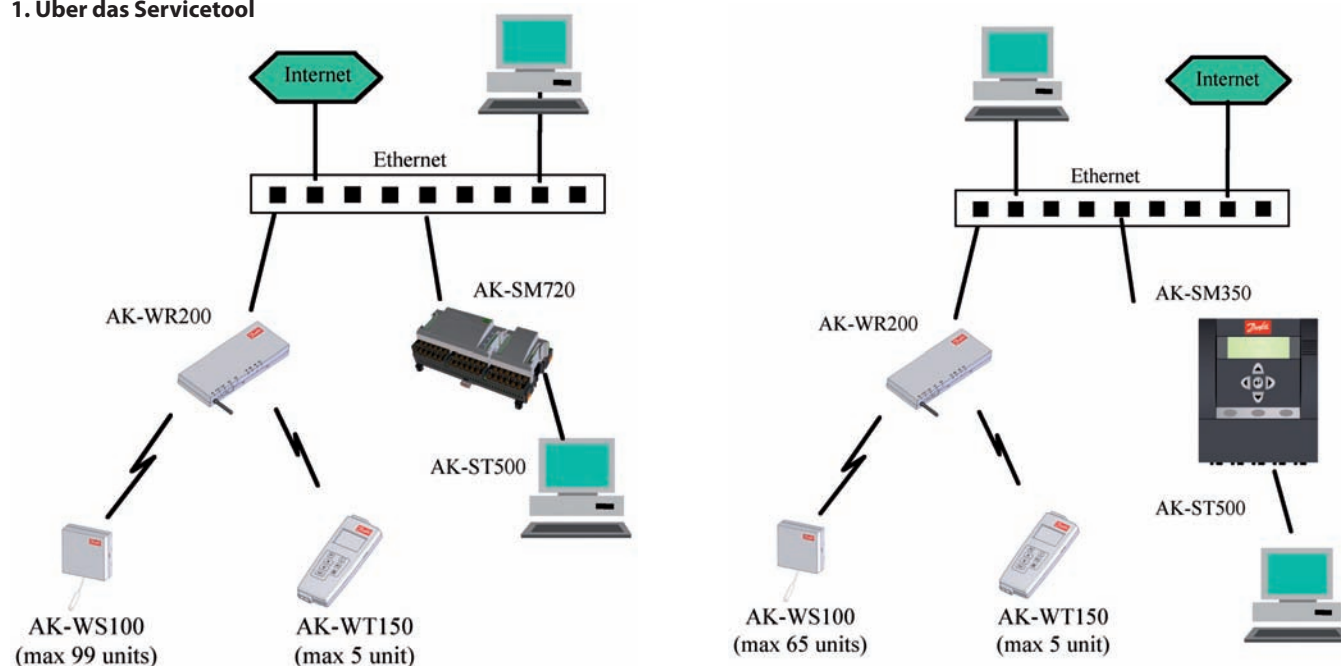 1. Über das Servicetool
Internet
Ethernet
AK-WR200
AK-SM720
AK-ST500
AK-WS100
(max 99 units)
AK-WT150
(max 5 unit)
Internet
Ethernet
AK-WR200
AK-SM350
Danfoss
AK-ST500
AK-WS100
(max 65 units)
AK-WT150
(max 5 unit)